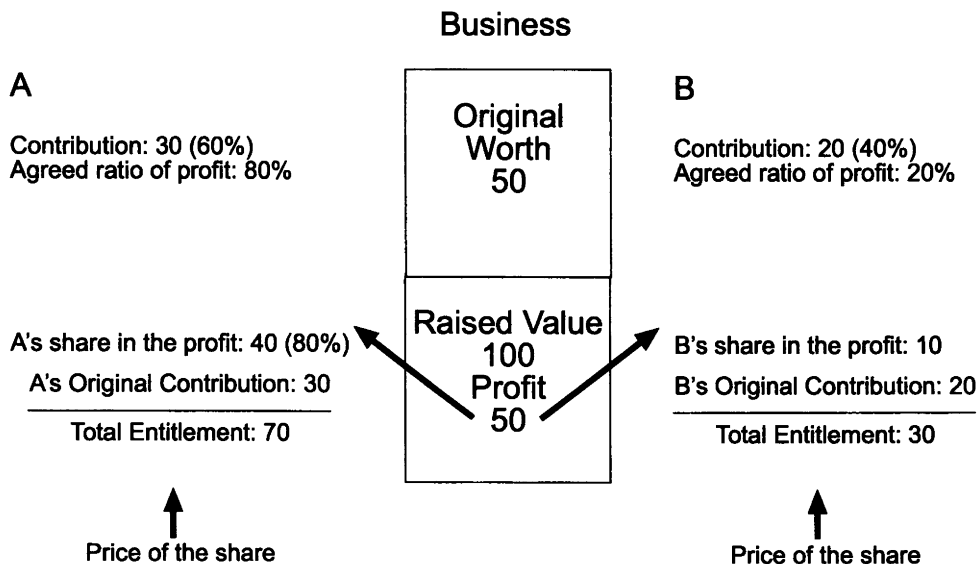 Business
A
Contribution: 30 (60%)
Agreed ratio of profit: 80%
Original
Worth
50
B
Contribution: 20 (40%)
Agreed ratio of profit: 20%
A's share in the profit: 40 (80%)
A's Original Contribution: 30
Total Entitlement: 70
Price of the share
Raised Value
100
Profit
50
B's share in the profit: 10
B's Original Contribution: 20
Total Entitlement: 30
Price of the share